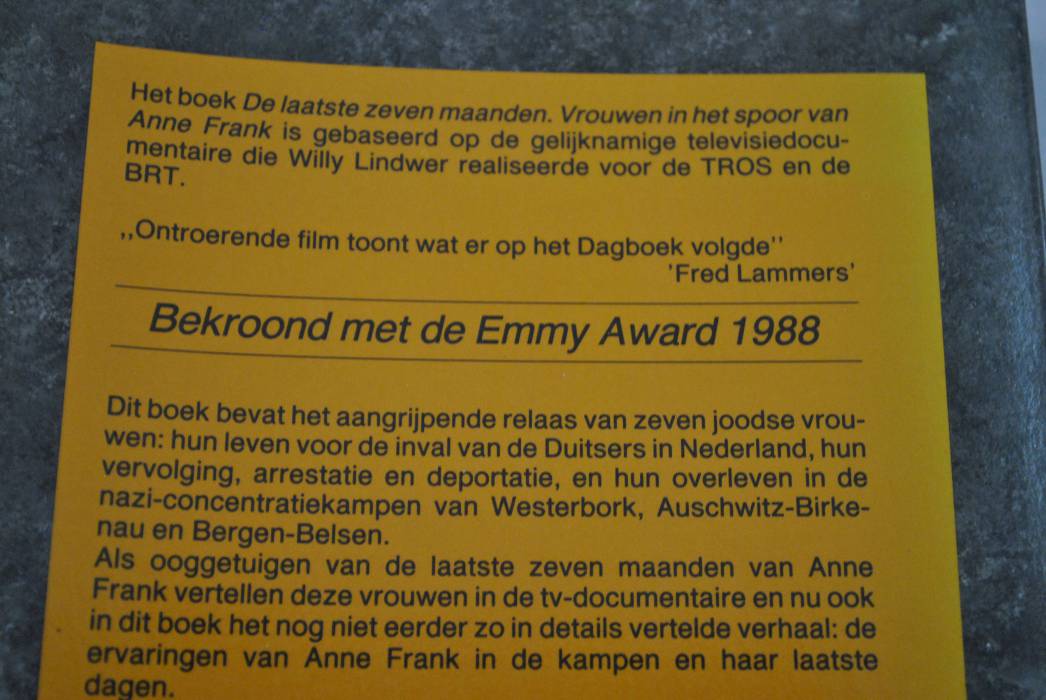 Het boek De laatste zeven maanden. Vrouwen in het spoor van
Anne Frank is gebaseerd op de gelijknamige televisiedocu-
mentaire die Willy Lindwer realiseerde voor de TROS en de
BRT.
,,Ontroerende film toont wat er op het Dagboek volgde''
'Fred Lammers'
Bekroond met de Emmy Award 1988
Dit boek bevat het aangrijpende relaas van zeven joodse vrou-
wen: hun leven voor de inval van de Duitsers in Nederland, hun
vervolging, arrestatie en deportatie, en hun overleven in de
nazi-concentratiekampen van Westerbork, Auschwitz-Birke-
nau en Bergen-Belsen.
Als ooggetuigen van de laatste zeven maanden van Anne
Frank vertellen deze vrouwen in de tv-documentaire en nu ook
in dit boek het nog niet eerder zo in details vertelde verhaal: de
ervaringen van Anne Frank in de kampen en haar laatste
dagen.